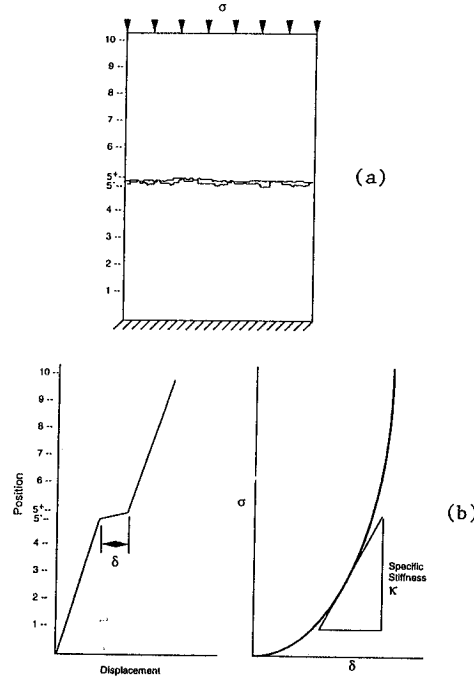 σ
10 --
9 --
8 --
7 --
6 --
5+
5-
4 --
3 --
2 --
1 --
(a)
10 --
9 --
8 --
7 --
6 --
5+
5-
4 --
3 --
2 --
1 --
Position
δ
Displacement
σ
Specific
Stiffness
κ
δ
(b)